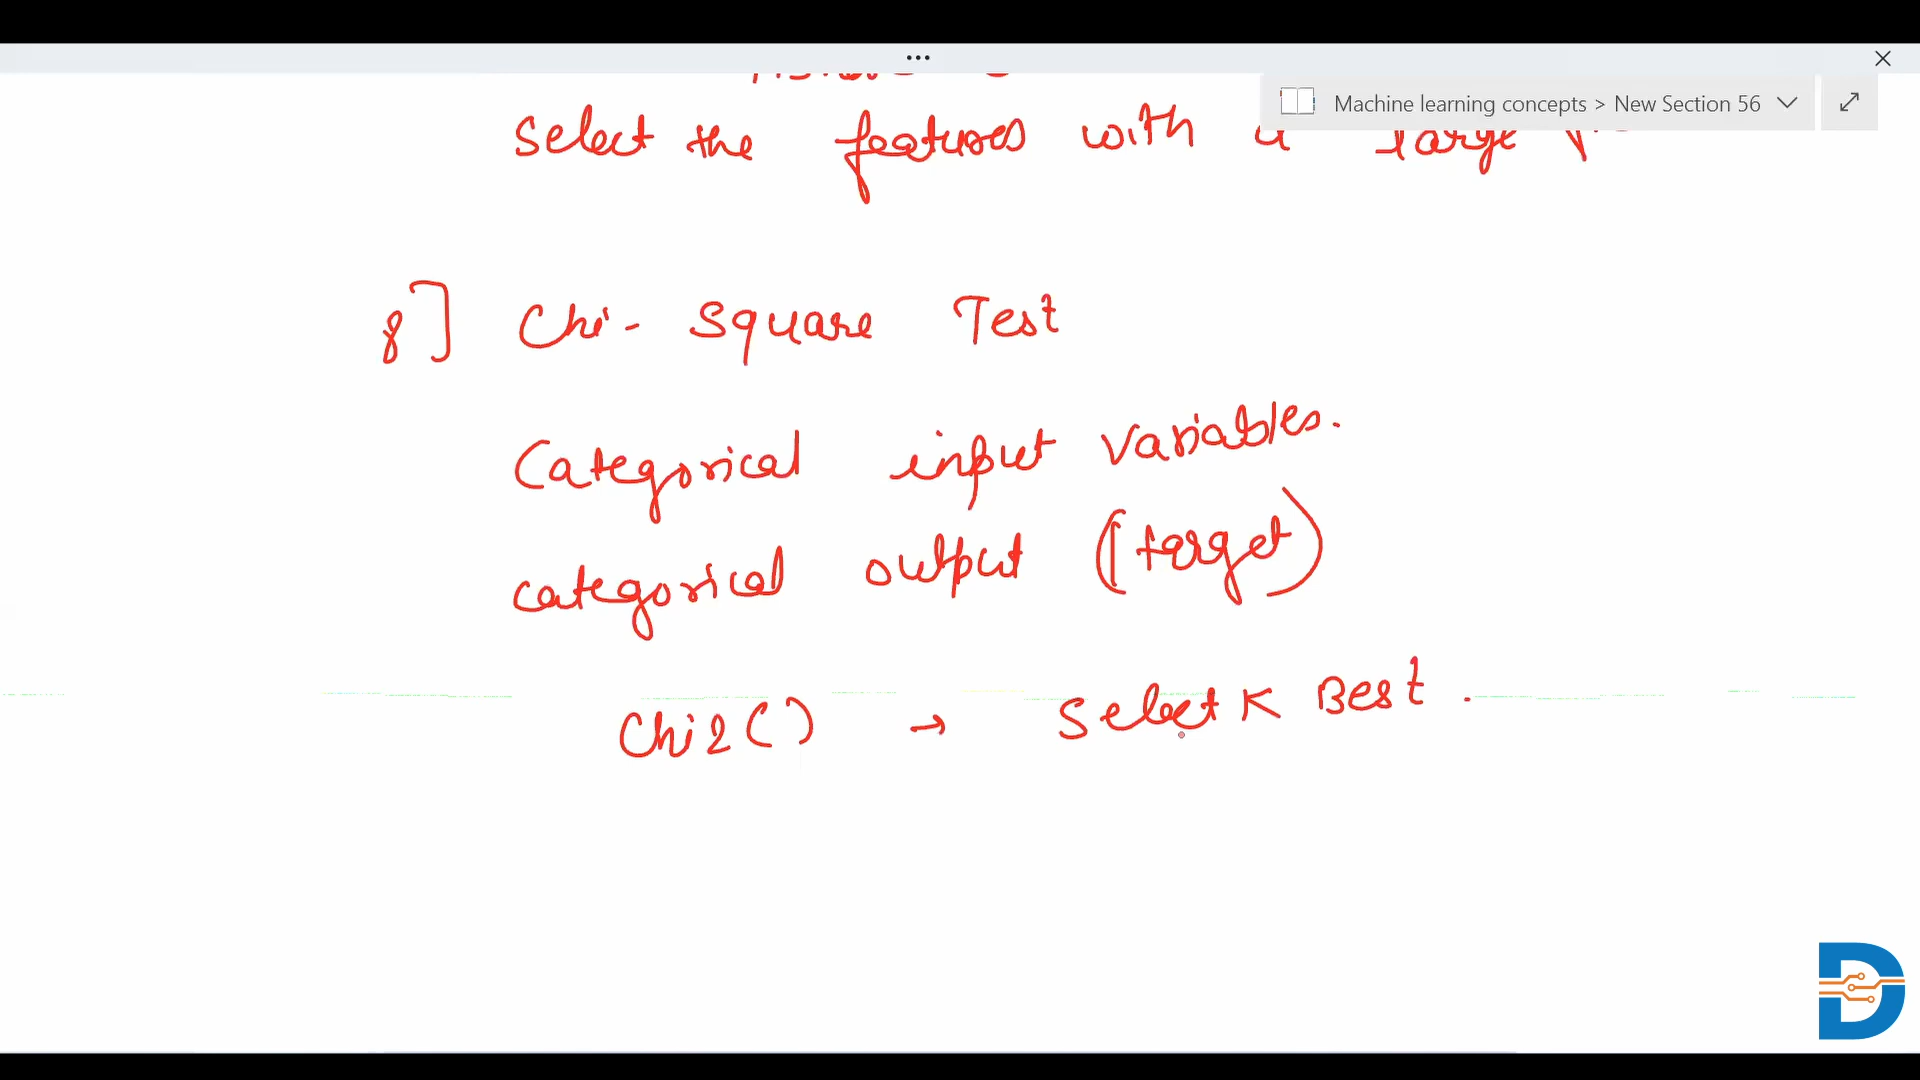 Machine learning concepts > New Section 56
Select the features with a large
8] Chi- Square Test
Categorical input variables.
categorical output (target)
Chi2() → Select K Best.